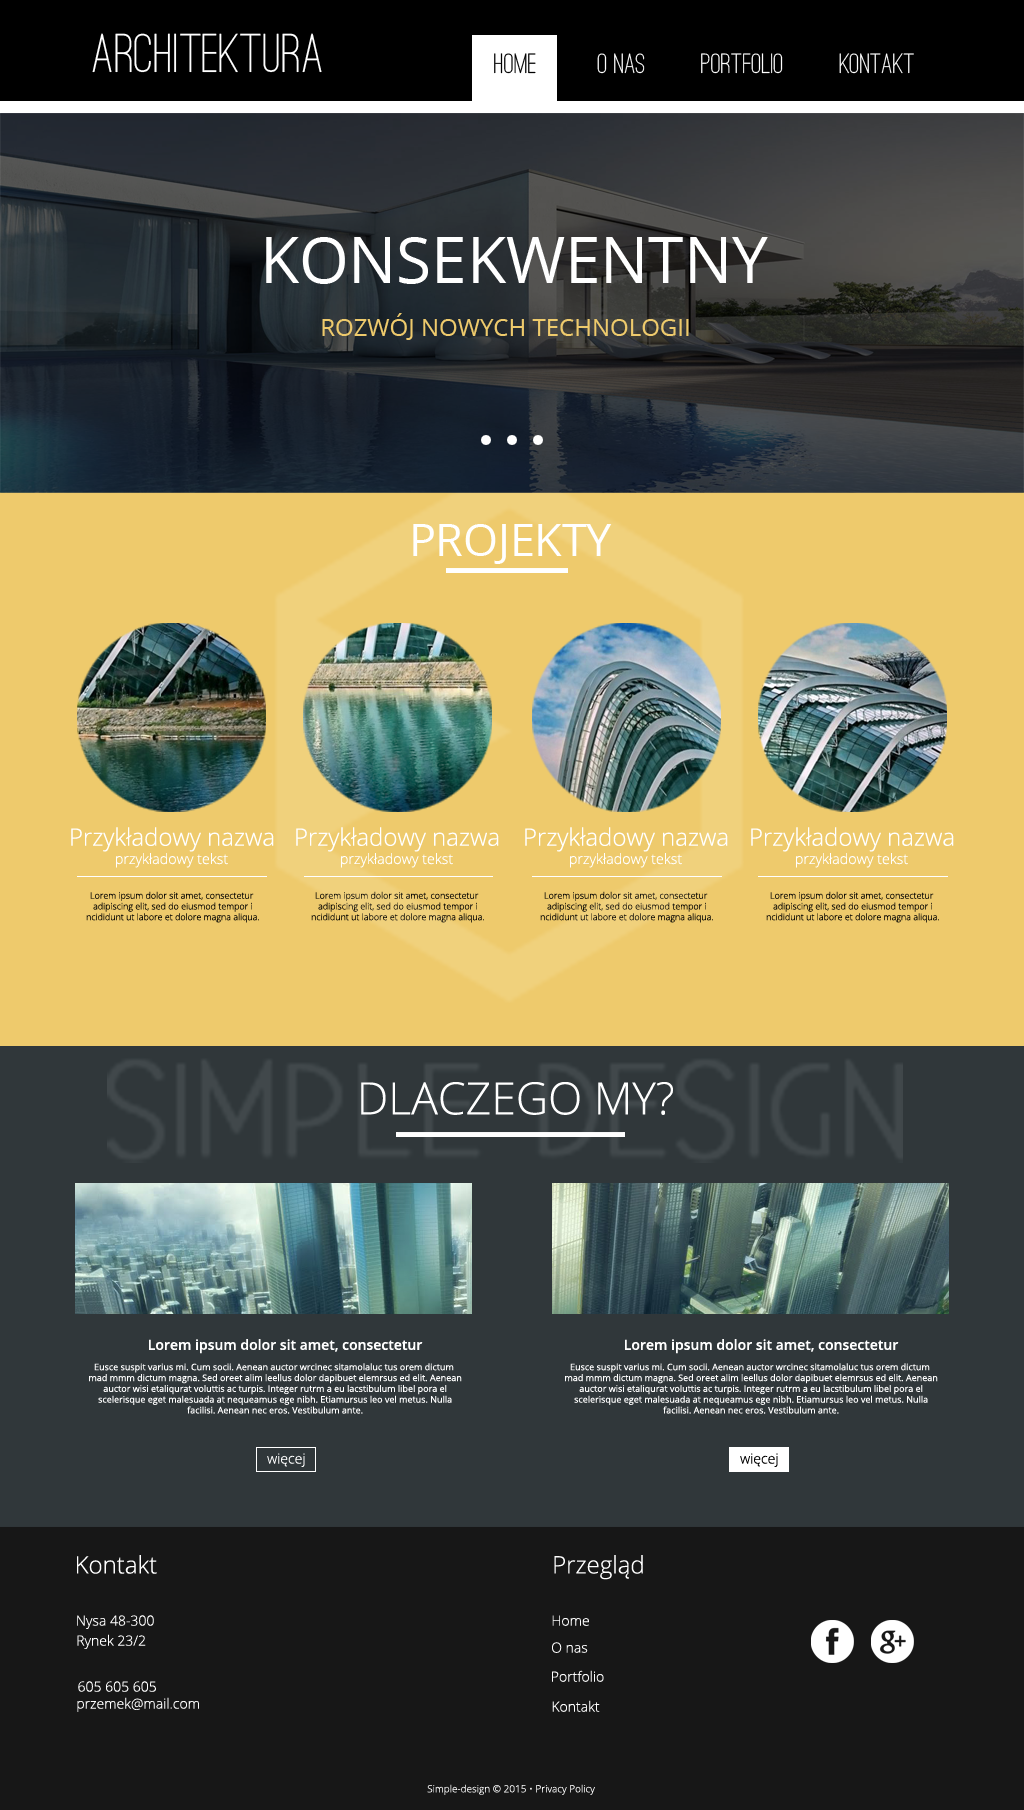 ARCHITEKTURA
HOME O NAS PORTFOLIO KONTAKT
KONSEKWENTNY
ROZWÓJ NOWYCH TECHNOLOGII
PROJEKTY
Przykładowy nazwa
przykładowy tekst
Lorem ipsum dolor sit amet, consectetur
adipiscing elit, sed do eiusmod tempor i
ncididunt ut labore et dolore magna aliqua.
Przykładowy nazwa
przykładowy tekst
Lorem ipsum dolor sit amet, consectetur
adipiscing elit, sed do eiusmod tempor i
ncididunt ut labore et dolore magna aliqua.
Przykładowy nazwa
przykładowy tekst
Lorem ipsum dolor sit amet, consectetur
adipiscing elit, sed do eiusmod tempor i
ncididunt ut labore et dolore magna aliqua.
Przykładowy nazwa
przykładowy tekst
Lorem ipsum dolor sit amet, consectetur
adipiscing elit, sed do eiusmod tempor i
ncididunt ut labore et dolore magna aliqua.
SIMPLE DESIGN
DLACZEGO MY?
Lorem ipsum dolor sit amet, consectetur
Eusce suspit varius mi. Cum socii. Aenean auctor wrcinec sitamolaluc tus orem dictum
mad mmm dictum magna. Sed oreet alim leellus dolor dapibuet elemrsus ed elit. Aenean
auctor wisi etaliqurat voluttis ac turpis. Integer rutrm a eu lacstibulum libel pora el
scelerisque eget malesuada at nequeamus ege nibh. Etiamursus leo vel metus. Nulla
facilisi. Aenean nec eros. Vestibulum ante.
więcej
Lorem ipsum dolor sit amet, consectetur
Eusce suspit varius mi. Cum socii. Aenean auctor wrcinec sitamolaluc tus orem dictum
mad mmm dictum magna. Sed oreet alim leellus dolor dapibuet elemrsus ed elit. Aenean
auctor wisi etaliqurat voluttis ac turpis. Integer rutrm a eu lacstibulum libel pora el
scelerisque eget malesuada at nequeamus ege nibh. Etiamursus leo vel metus. Nulla
facilisi. Aenean nec eros. Vestibulum ante.
więcej
Kontakt
Nysa 48-300
Rynek 23/2
605 605 605
przemek@mail.com
Przegląd
Home
O nas
Portfolio
Kontakt
f g+
Simple-design © 2015 • Privacy Policy